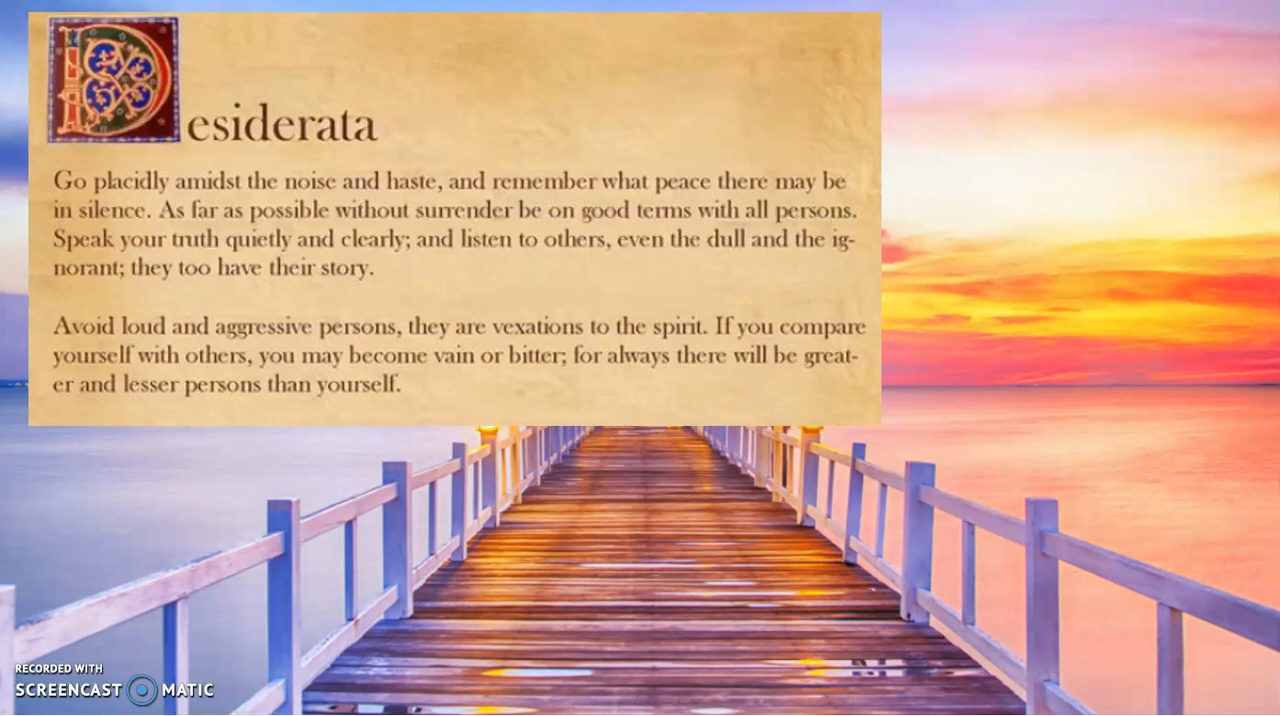 Desiderata
Go placidly amidst the noise and haste, and remember what peace there may be
in silence. As far as possible without surrender be on good terms with all persons.
Speak your truth quietly and clearly; and listen to others, even the dull and the ig-
norant; they too have their story.
Avoid loud and aggressive persons, they are vexations to the spirit. If you compare
yourself with others, you may become vain or bitter; for always there will be great-
er and lesser persons than yourself.
RECORDED WITH
SCREENCAST MATIC